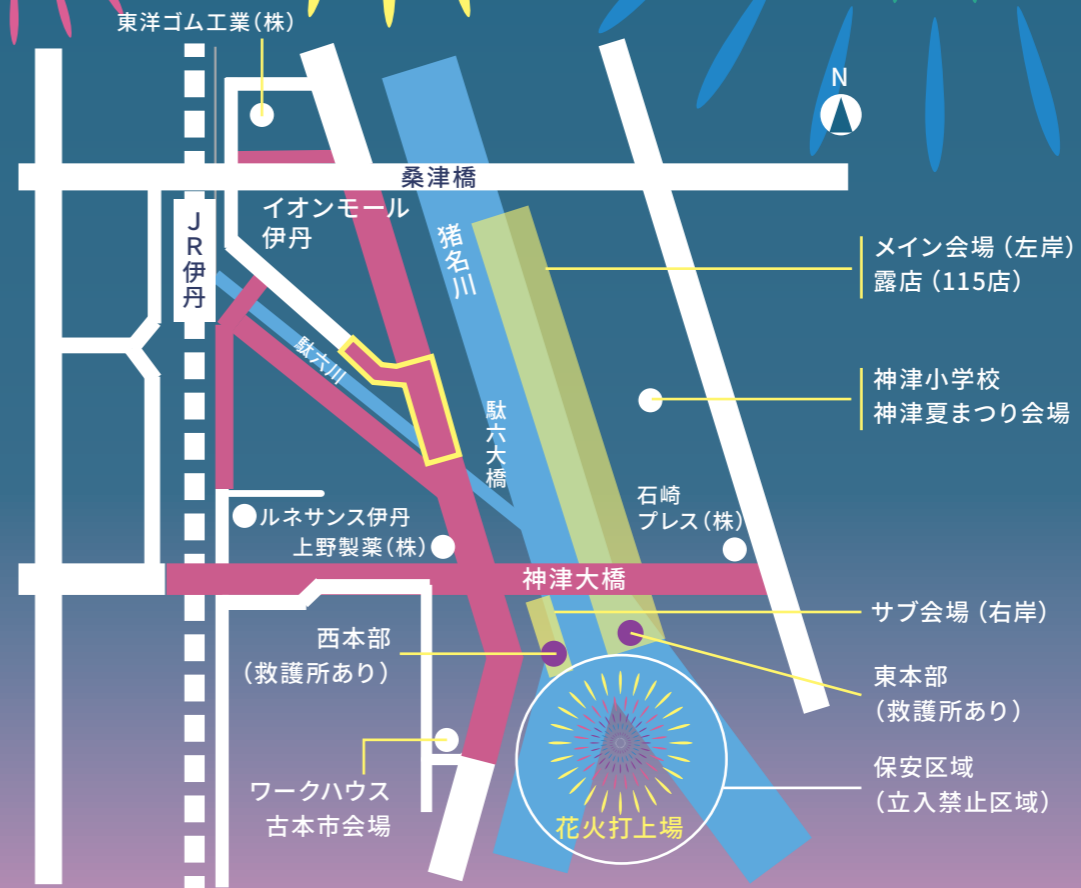 東洋ゴム工業(株)
N
桑津橋
JR伊丹
イオンモール
伊丹
猪名川
メイン会場(左岸)
露店(115店)
駄六川
神津小学校
神津夏まつり会場
駄六大橋
石崎
プレス(株)
ルネサンス伊丹
上野製薬(株)
神津大橋
サブ会場(右岸)
西本部
(救護所あり)
東本部
(救護所あり)
保安区域
(立入禁止区域)
ワークハウス
古本市会場
花火打上場